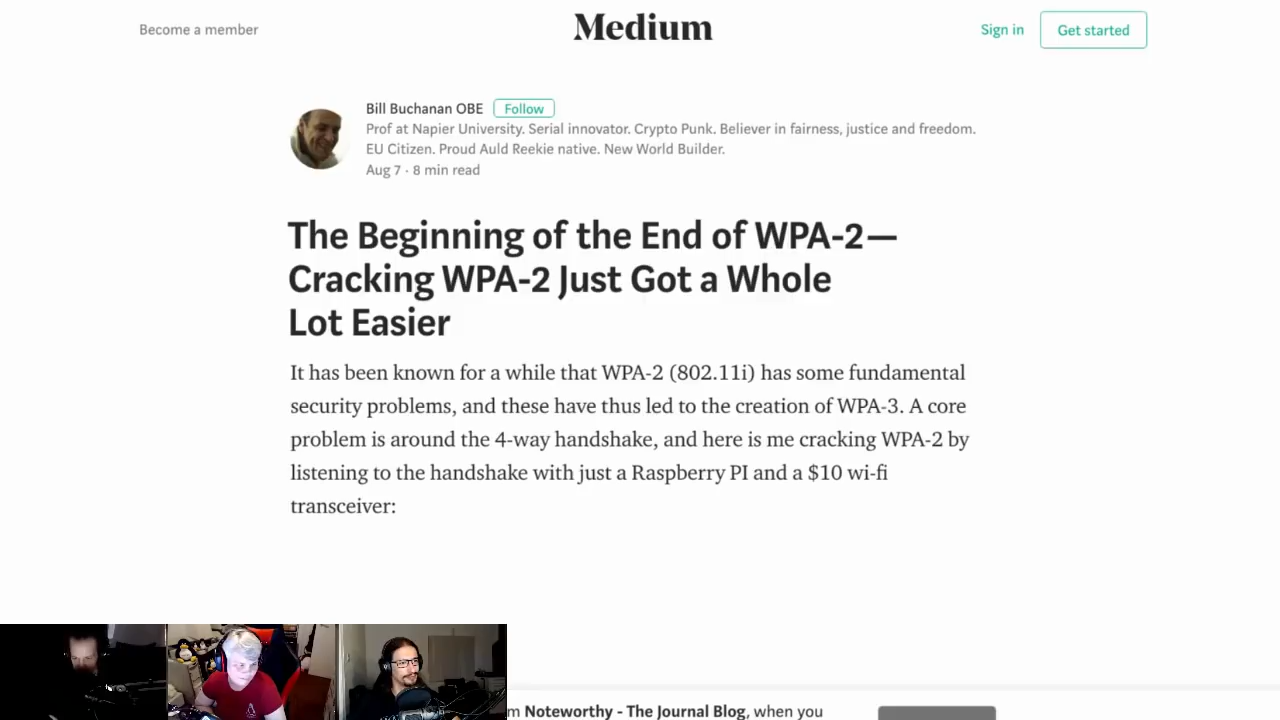 Become a member
Medium
Sign in
Get started
Bill Buchanan OBE
Follow
Prof at Napier University. Serial innovator. Crypto Punk. Believer in fairness, justice and freedom.
EU Citizen. Proud Auld Reekie native. New World Builder.
Aug 7 · 8 min read
The Beginning of the End of WPA-2—
Cracking WPA-2 Just Got a Whole
Lot Easier
It has been known for a while that WPA-2 (802.11i) has some fundamental
security problems, and these have thus led to the creation of WPA-3. A core
problem is around the 4-way handshake, and here is me cracking WPA-2 by
listening to the handshake with just a Raspberry PI and a $10 wi-fi
transceiver:
m Noteworthy - The Journal Blog, when you